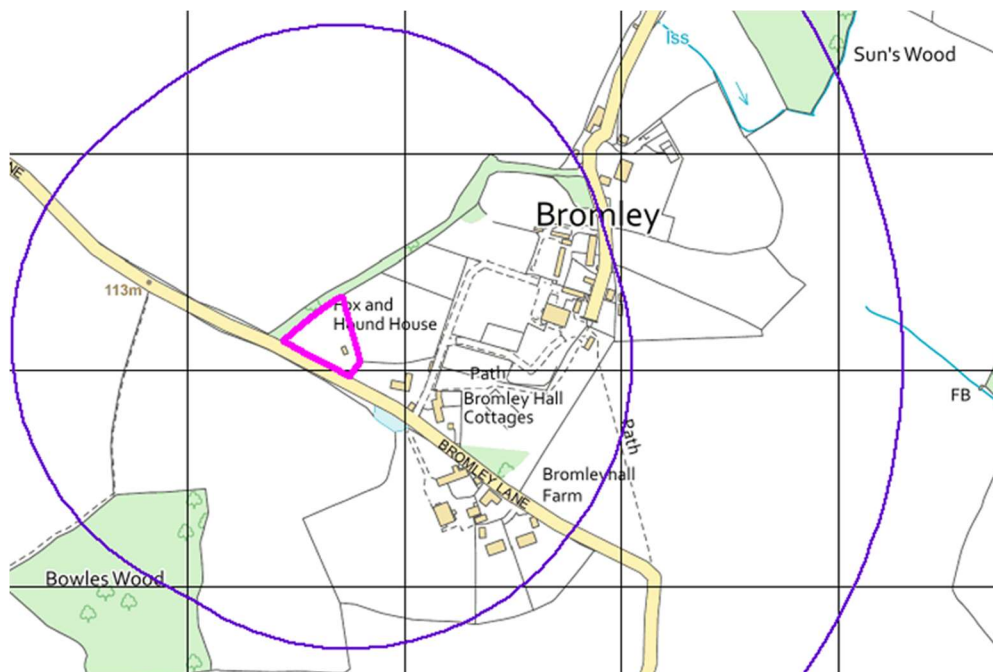 Iss
Sun's Wood
NE
Bromley
113m
Fox and
Hound House
Path
Bromley Hall
Cottages
FB
Path
BROMLEY LANE
Bromleyhall
Farm
Bowles Wood